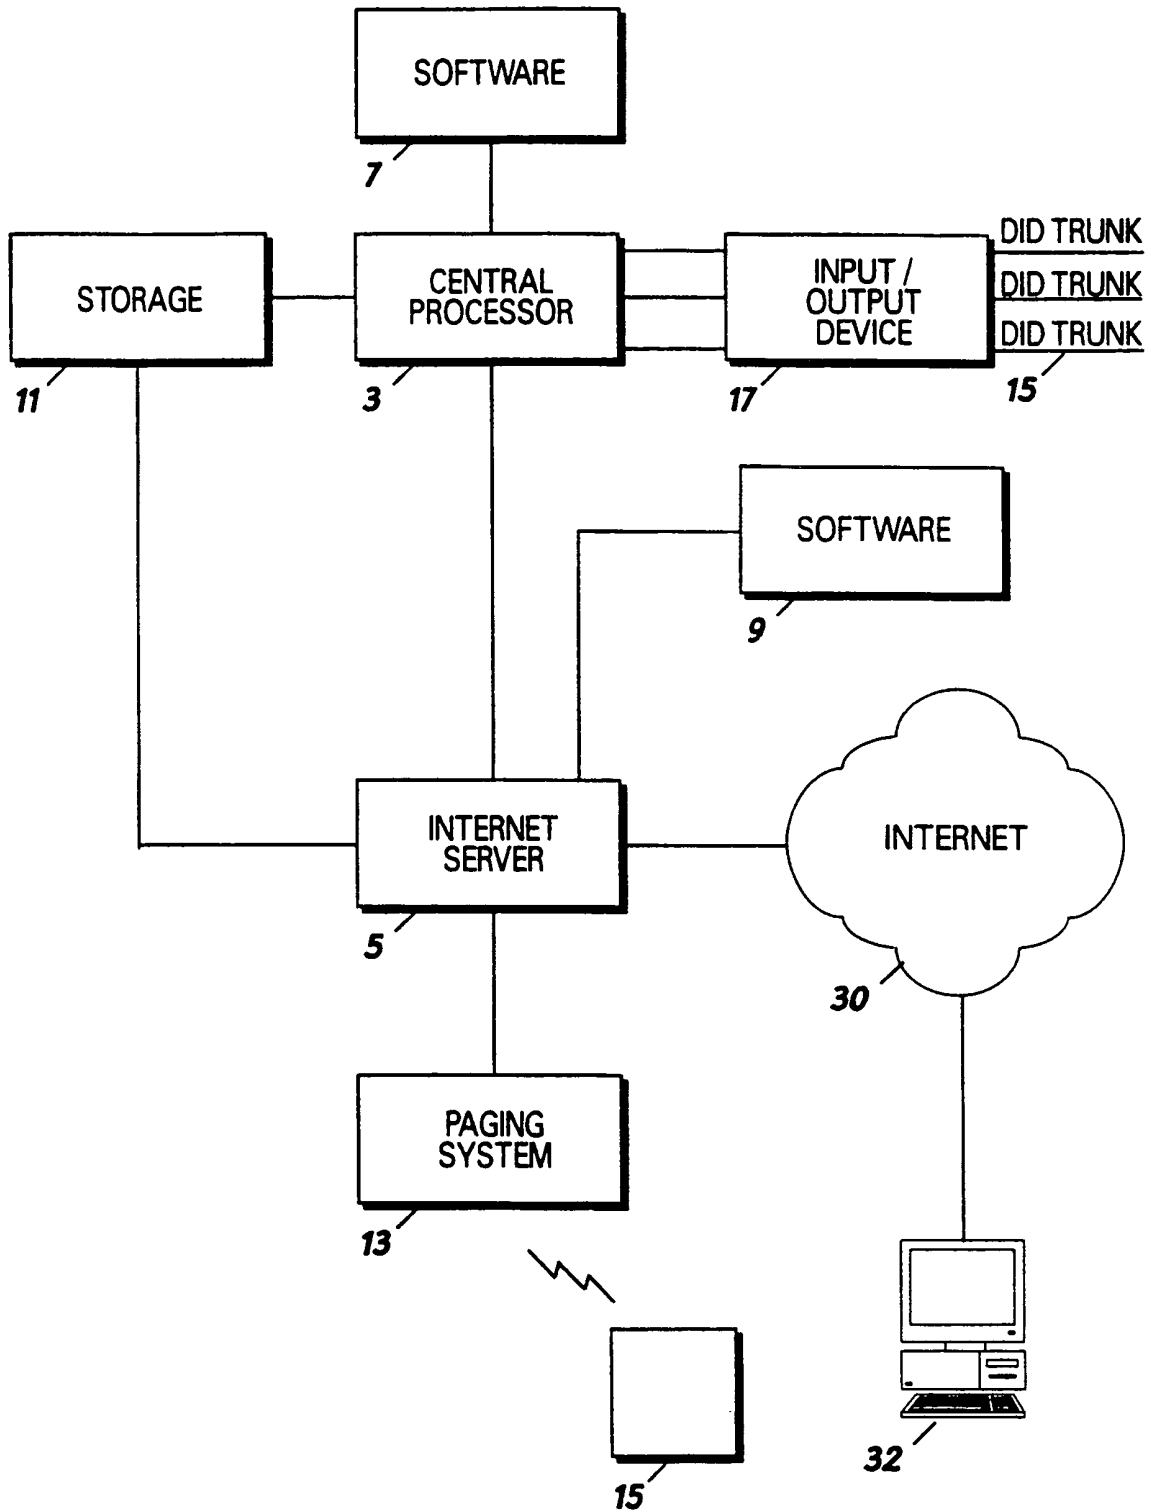 SOFTWARE
7
STORAGE
11
CENTRAL
PROCESSOR
3
INPUT /
OUTPUT
DEVICE
17
DID TRUNK
DID TRUNK
DID TRUNK
15
SOFTWARE
9
INTERNET
SERVER
5
INTERNET
30
PAGING
SYSTEM
13
15
32